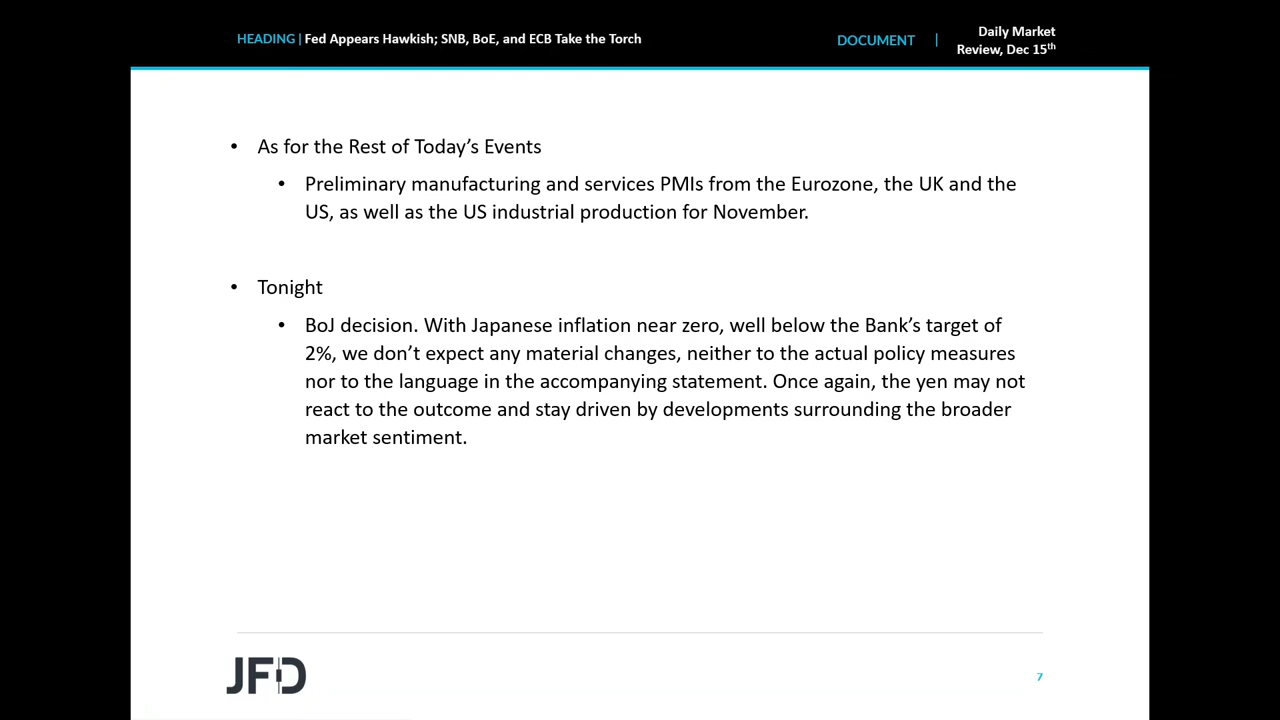 HEADING | Fed Appears Hawkish; SNB, BoE, and ECB Take the Torch
DOCUMENT |
Daily Market
Review, Dec 15th
• As for the Rest of Today’s Events
• Preliminary manufacturing and services PMIs from the Eurozone, the UK and the
US, as well as the US industrial production for November.
• Tonight
• BoJ decision. With Japanese inflation near zero, well below the Bank’s target of
2%, we don’t expect any material changes, neither to the actual policy measures
nor to the language in the accompanying statement. Once again, the yen may not
react to the outcome and stay driven by developments surrounding the broader
market sentiment.
JFD
7